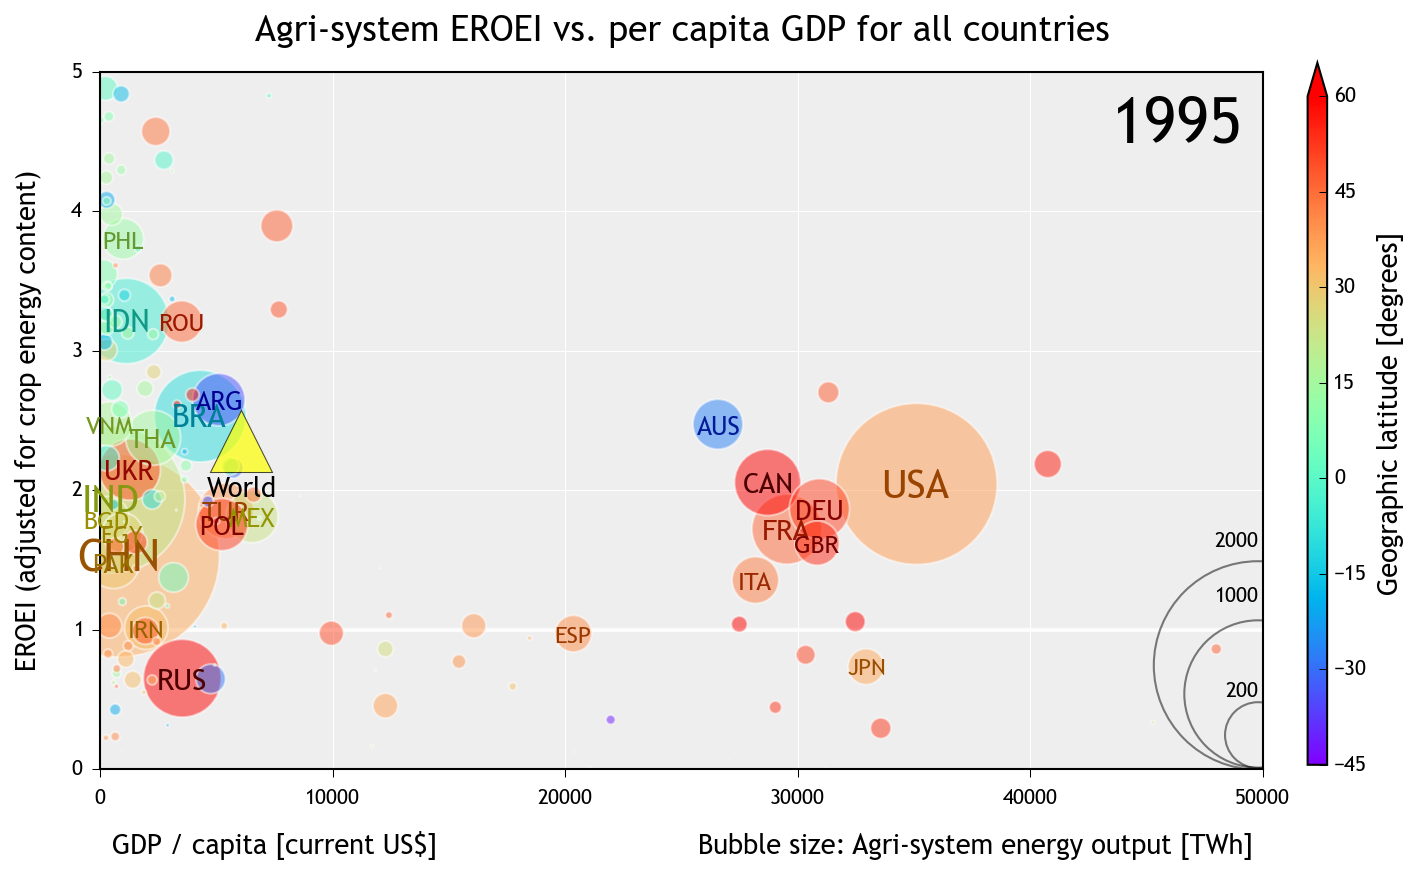 Agri-system EROEI vs. per capita GDP for all countries
1995
EROEI (adjusted for crop energy content)
5
4
3
2
1
0
PHL
IDN
ROU
ARG
BRA
VNM
THA
AUS
UKR
CAN
USA
World
IND
BGD
TUR
MEX
POL
DEU
EGY
FRA
GBR
CHN
PAK
ITA
IRN
ESP
RUS
JPN
2000
1000
200
0
10000
20000
30000
40000
50000
GDP / capita [current US$]
Bubble size: Agri-system energy output [TWh]
60
45
30
15
0
−15
−30
−45
Geographic latitude [degrees]